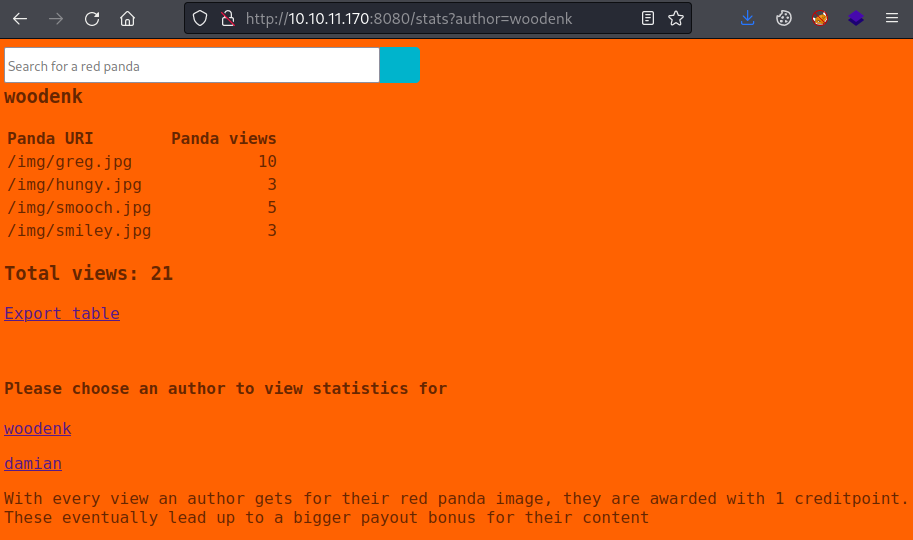 http://10.10.11.170:8080/stats?author=woodenk
Search for a red panda
woodenk
Panda URI Panda views
/img/greg.jpg 10
/img/hungy.jpg 3
/img/smooch.jpg 5
/img/smiley.jpg 3
Total views: 21
Export table
Please choose an author to view statistics for
woodenk
damian
With every view an author gets for their red panda image, they are awarded with 1 creditpoint.
These eventually lead up to a bigger payout bonus for their content